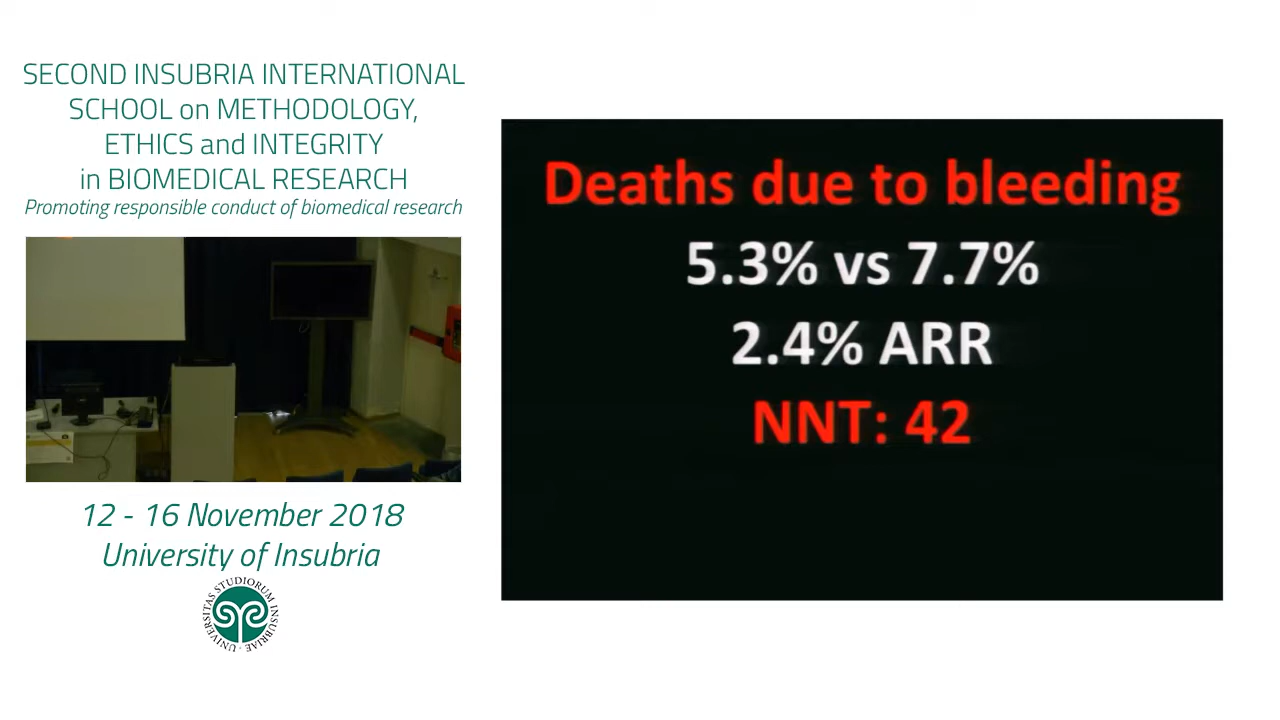 SECOND INSUBRIA INTERNATIONAL
SCHOOL on METHODOLOGY,
ETHICS and INTEGRITY
in BIOMEDICAL RESEARCH
Promoting responsible conduct of biomedical research
12 - 16 November 2018
University of Insubria
UNIVERSITAS STUDIORUM INSUBRIAE
Deaths due to bleeding
5.3% vs 7.7%
2.4% ARR
NNT: 42